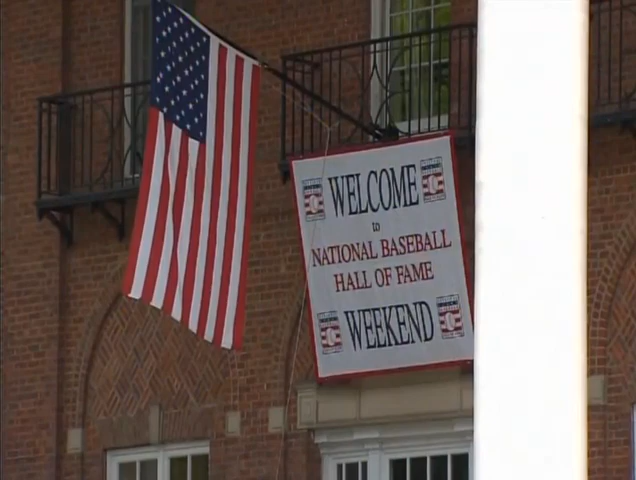 WELCOME
to
NATIONAL BASEBALL
HALL OF FAME
WEEKEND